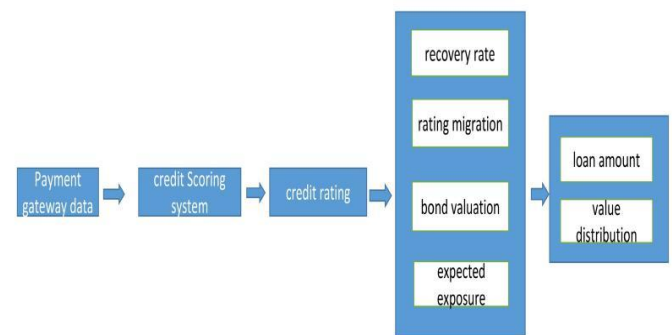 Payment
gateway data
credit Scoring
system
credit rating
recovery rate
rating migration
bond valuation
expected
exposure
loan amount
value
distribution